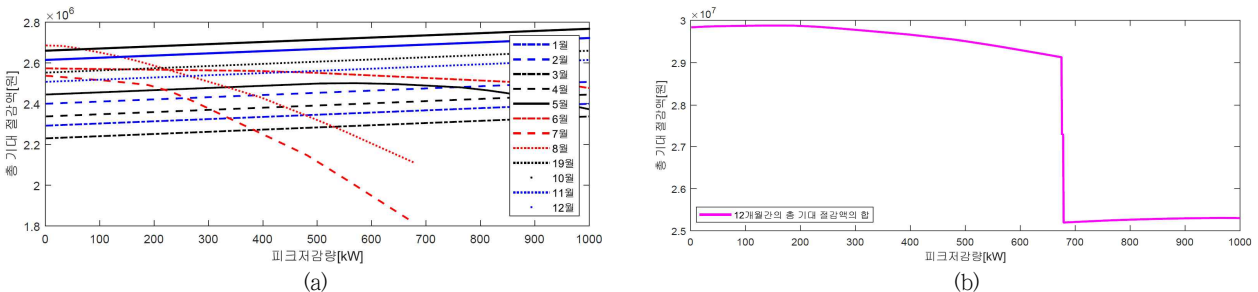 ×10⁶
2.8
2.6
2.4
2.2
2
1.8
총 기대 절감액[원]
0 100 200 300 400 500 600 700 800 900 1000
피크저감량[kW]
1월
2월
3월
4월
5월
6월
7월
8월
19월
10월
11월
12월
(a)
×10⁷
3
2.9
2.8
2.7
2.6
2.5
총 기대 절감액[원]
12개월간의 총 기대 절감액의 합
0 100 200 300 400 500 600 700 800 900 1000
피크저감량[kW]
(b)